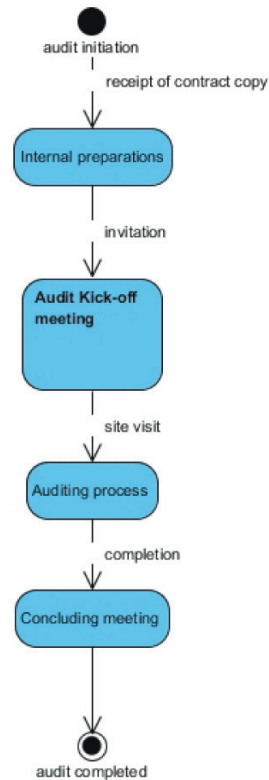 audit initiation
receipt of contract copy
Internal preparations
invitation
Audit Kick-off
meeting
site visit
Auditing process
completion
Concluding meeting
audit completed